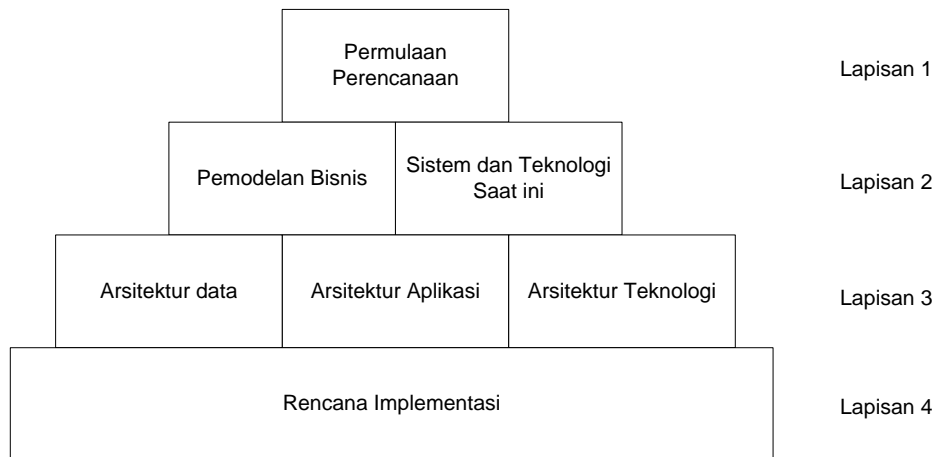 Permulaan
Perencanaan
Lapisan 1
Pemodelan Bisnis
Sistem dan Teknologi
Saat ini
Lapisan 2
Arsitektur data
Arsitektur Aplikasi
Arsitektur Teknologi
Lapisan 3
Rencana Implementasi
Lapisan 4